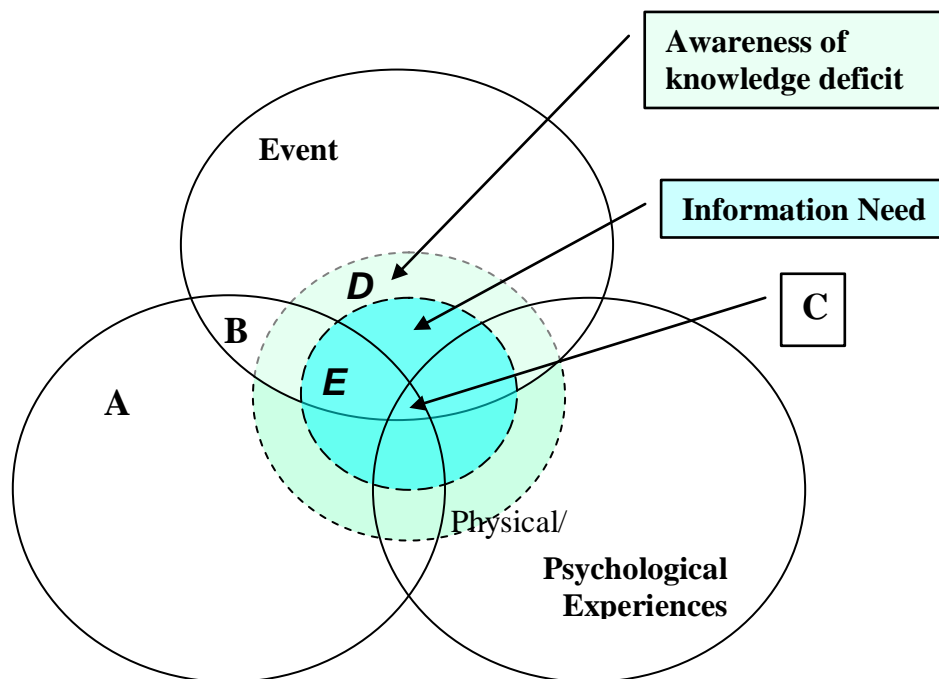 Awareness of
knowledge deficit
Event
Information Need
D
C
B
E
A
Physical/
Psychological
Experiences